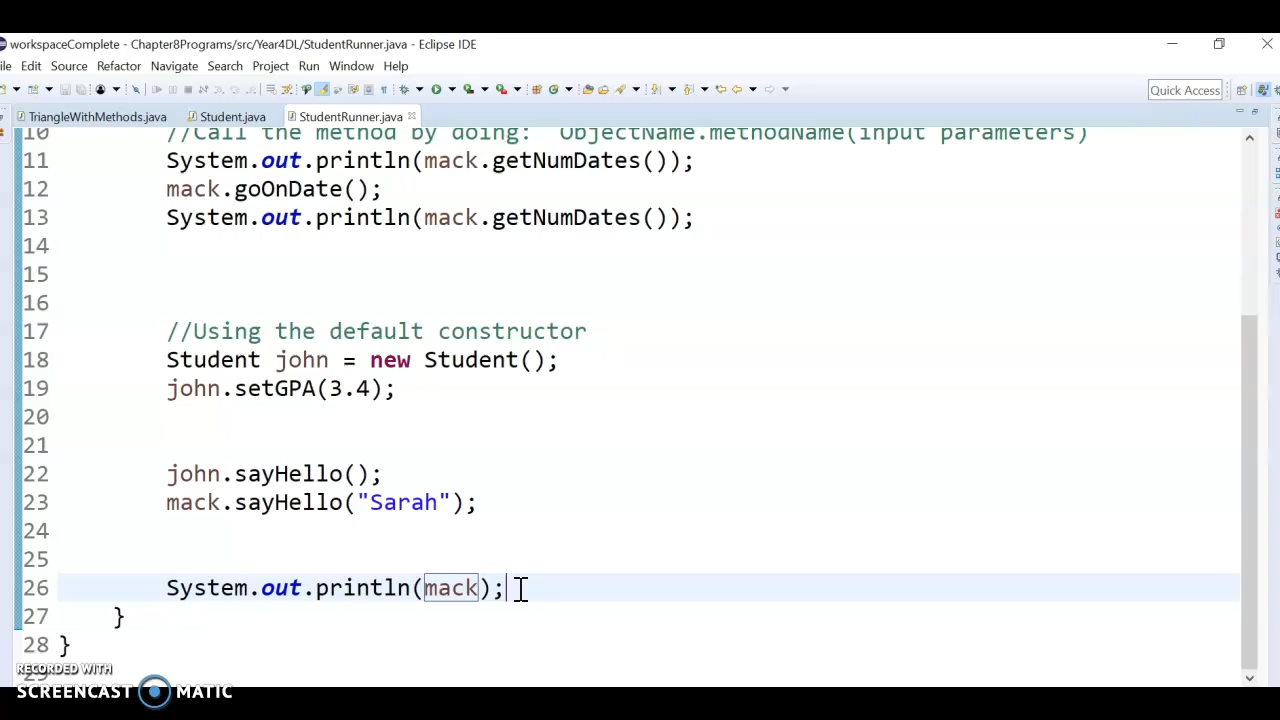 workspaceComplete - Chapter8Programs/src/Year4DL/StudentRunner.java - Eclipse IDE
ile Edit Source Refactor Navigate Search Project Run Window Help
Quick Access
TriangleWithMethods.java Student.java StudentRunner.java
10 //Call the method by doing: ObjectName.methodName(input parameters)
11 System.out.println(mack.getNumDates());
12 mack.goOnDate();
13 System.out.println(mack.getNumDates());
14
15
16
17 //Using the default constructor
18 Student john = new Student();
19 john.setGPA(3.4);
20
21
22 john.sayHello();
23 mack.sayHello("Sarah");
24
25
26 System.out.println(mack);
27 }
28 }
29
RECORDED WITH
SCREENCAST MATIC